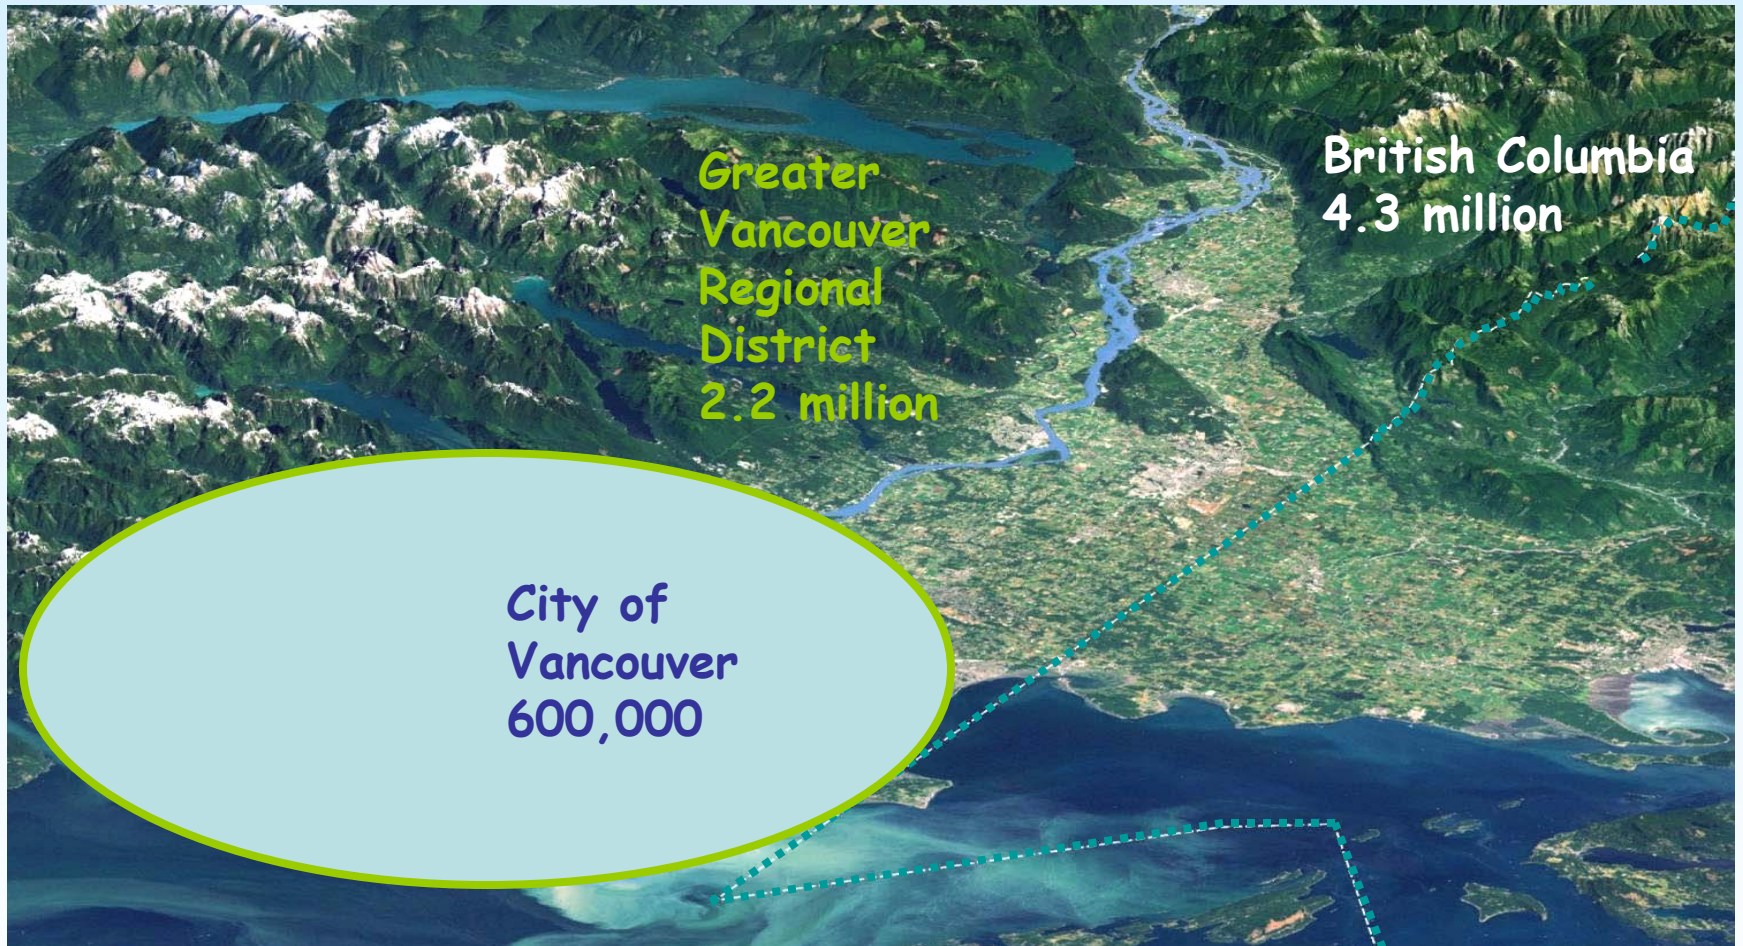 Greater
Vancouver
Regional
District
2.2 million
British Columbia
4.3 million
City of
Vancouver
600,000